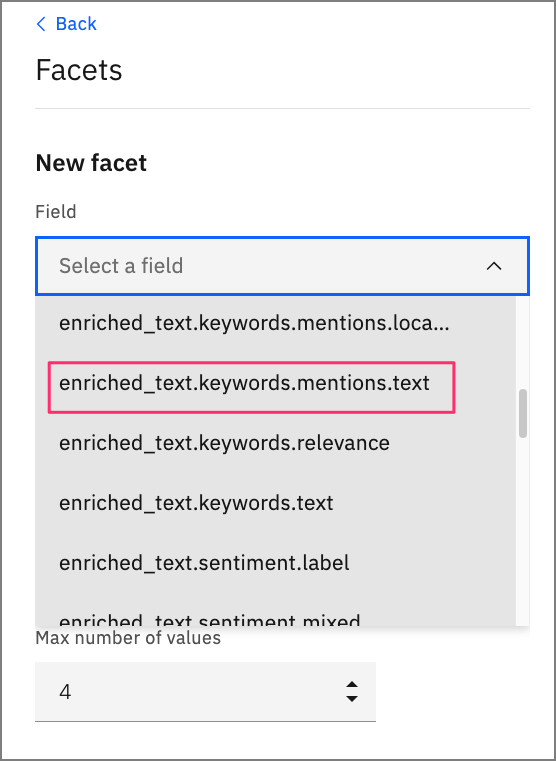 Back
Facets
New facet
Field
Select a field
enriched_text.keywords.mentions.loca...
enriched_text.keywords.mentions.text
enriched_text.keywords.relevance
enriched_text.keywords.text
enriched_text.sentiment.label
enriched_text.sentiment.mixed
Max number of values
4